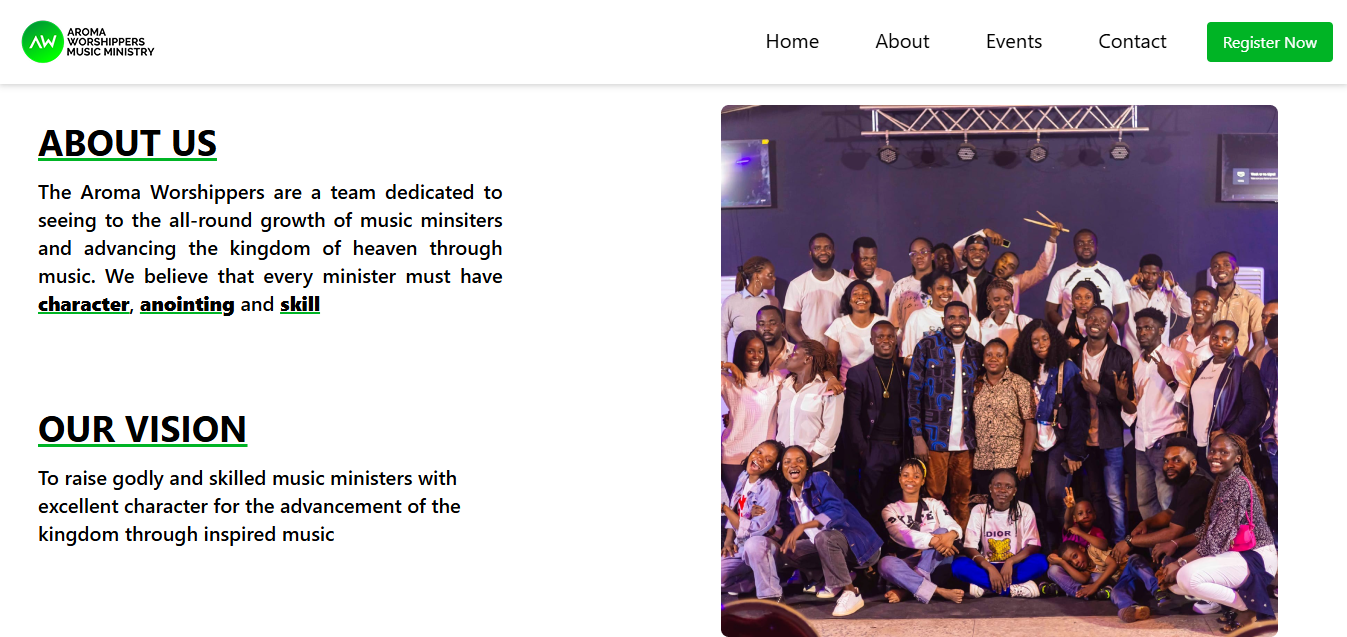 AROMA
WORSHIPPERS
MUSIC MINISTRY
Home About Events Contact Register Now
ABOUT US
The Aroma Worshippers are a team dedicated to
seeing to the all-round growth of music minsiters
and advancing the kingdom of heaven through
music. We believe that every minister must have
character, anointing and skill
OUR VISION
To raise godly and skilled music ministers with
excellent character for the advancement of the
kingdom through inspired music
DIOR